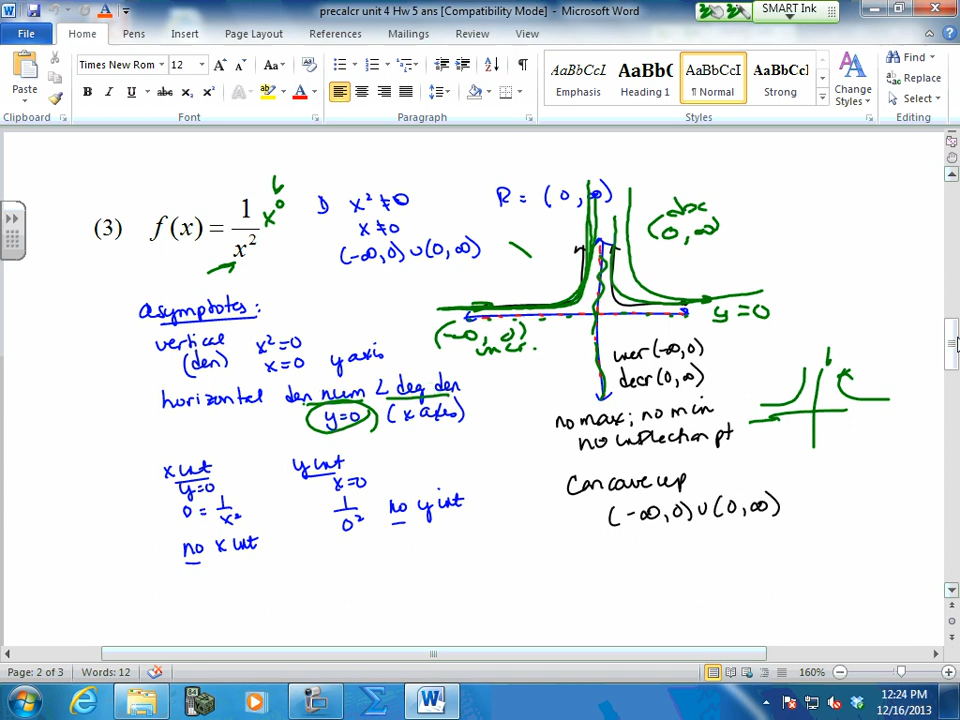 precalcr unit 4 Hw 5 ans [Compatibility Mode] - Microsoft Word
SMART Ink
File Home Pens Insert Page Layout References Mailings Review View
Paste
Clipboard
Times New Rom 12
Font
Paragraph
AaBbCcI AaBbC AaBbCcI AaBbCcI
Emphasis Heading 1 ¶ Normal Strong
Change Styles
Styles
Find
Replace
Select
Editing
(3) f(x) = 1/x²
x⁰
D x²≠0
x≠0
(-∞,0)∪(0,∞)
R = (0,∞)
(0,∞)
y=0
(-∞, 0)
incr.
asymptotes:
vertical x²=0
(den) x=0 y axis
horizontal deg num < deg den
y=0 (x axis)
incr (-∞,0)
decr (0,∞)
no max; no min
no inflection pt
concave up
(-∞,0)∪(0,∞)
x int
y=0
0 = 1/x²
no x int
y int
x=0
1/0² no y int
Page: 2 of 3 Words: 12 160%
12:24 PM
12/16/2013